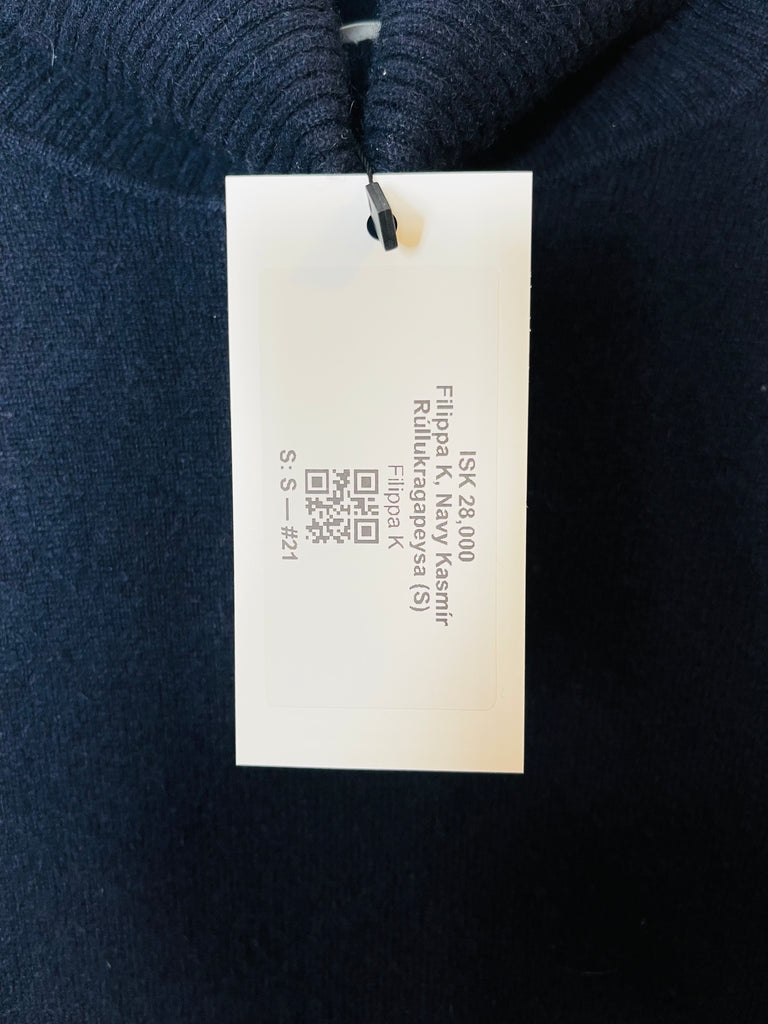 ISK 28,000
Filippa K, Navy Kasmír
Rúllukragapeysa (S)
Filippa K
S: S — #21